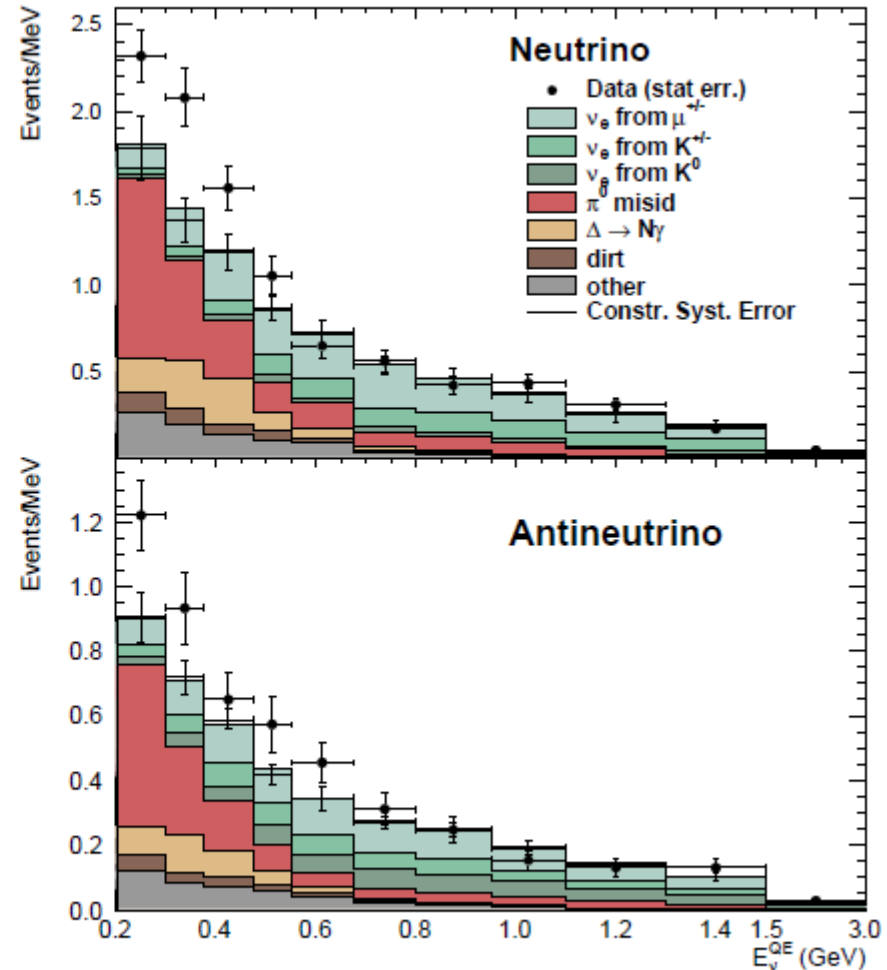 Events/MeV
2.5
2.0
1.5
1.0
0.5
Neutrino
Data (stat err.)
νe from μ+/-
νe from K+/-
νe from K0
π0 misid
Δ → Nγ
dirt
other
Constr. Syst. Error
Events/MeV
1.2
1.0
0.8
0.6
0.4
0.2
0.0
Antineutrino
0.2 0.4 0.6 0.8 1.0 1.2 1.4 1.5 3.0
EνQE (GeV)